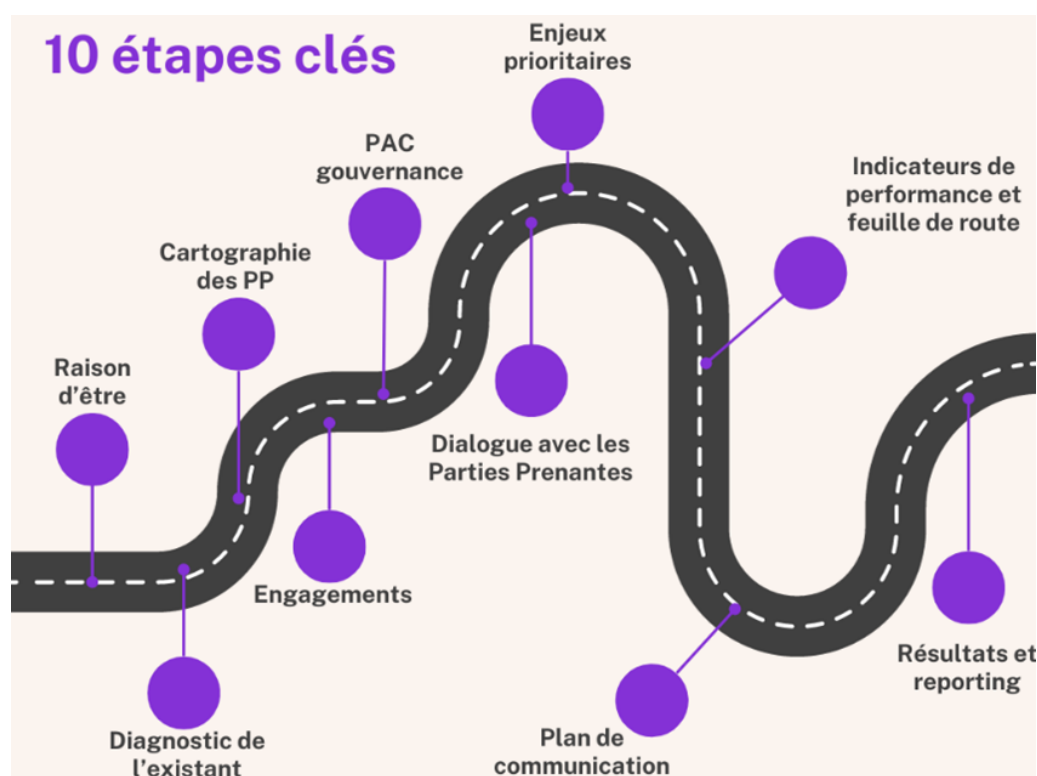 10 étapes clés
Raison
d’être
Diagnostic de
l’existant
Cartographie
des PP
Engagements
PAC
gouvernance
Dialogue avec les
Parties Prenantes
Enjeux
prioritaires
Indicateurs de
performance et
feuille de route
Plan de
communication
Résultats et
reporting